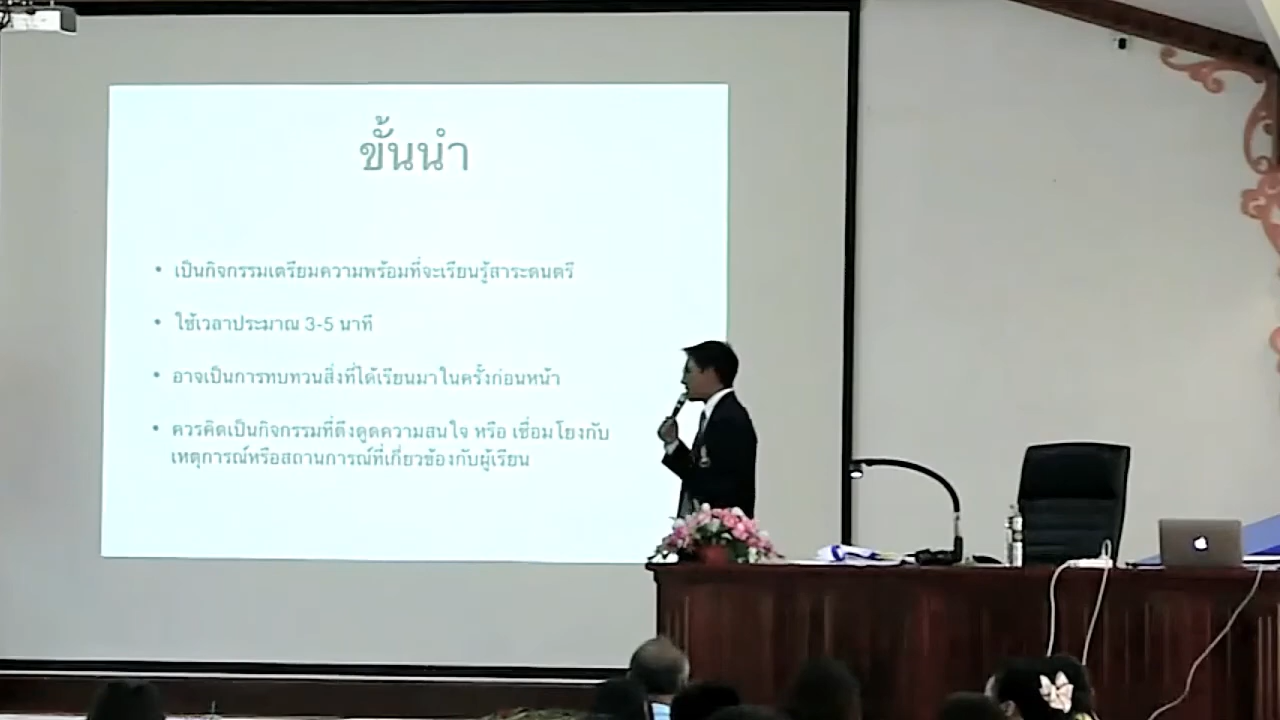 ขั้นนำ
• เป็นกิจกรรมเตรียมความพร้อมที่จะเรียนรู้สาระดนตรี
• ใช้เวลาประมาณ 3-5 นาที
• อาจเป็นการทบทวนสิ่งที่ได้เรียนมาในครั้งก่อนหน้า
• ควรคิดเป็นกิจกรรมที่ดึงดูดความสนใจ หรือ เชื่อมโยงกับ
เหตุการณ์หรือสถานการณ์ที่เกี่ยวข้องกับผู้เรียน